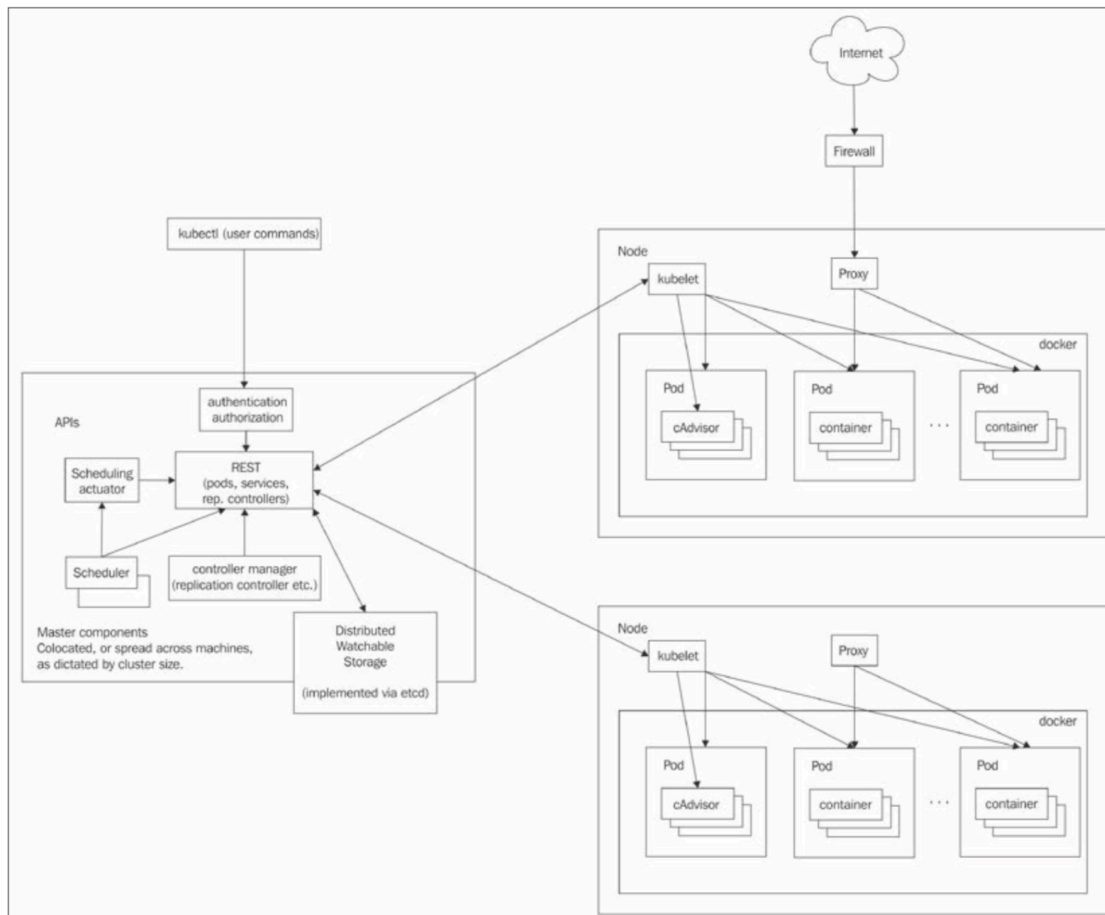 Internet
Firewall
kubectl (user commands)
Node
kubelet
Proxy
docker
Pod
cAdvisor
Pod
container
...
Pod
container
APIs
authentication
authorization
REST
(pods, services,
rep. controllers)
Scheduling
actuator
Scheduler
controller manager
(replication controller etc.)
Master components
Colocated, or spread across machines,
as dictated by cluster size.
Distributed
Watchable
Storage
(implemented via etcd)
Node
kubelet
Proxy
docker
Pod
cAdvisor
Pod
container
...
Pod
container